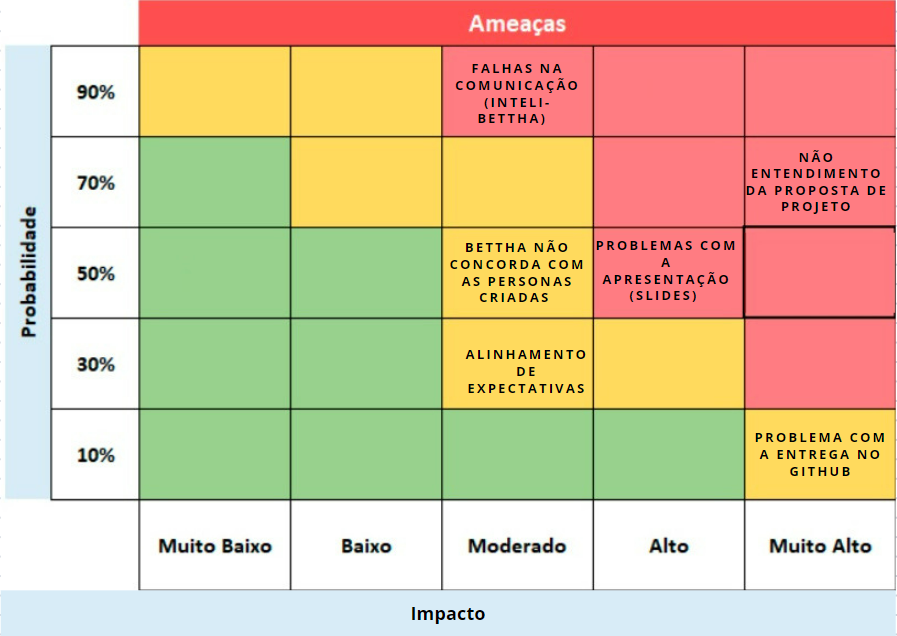 Ameaças
Probabilidade
90%
FALHAS NA
COMUNICAÇÃO
(INTELI-
BETTHA)
70%
NÃO
ENTENDIMENTO
DA PROPOSTA DE
PROJETO
50%
BETTHA NÃO
CONCORDA COM
AS PERSONAS
CRIADAS
PROBLEMAS COM
A
APRESENTAÇÃO
(SLIDES)
30%
ALINHAMENTO
DE
EXPECTATIVAS
10%
PROBLEMA COM
A ENTREGA NO
GITHUB
Muito Baixo
Baixo
Moderado
Alto
Muito Alto
Impacto